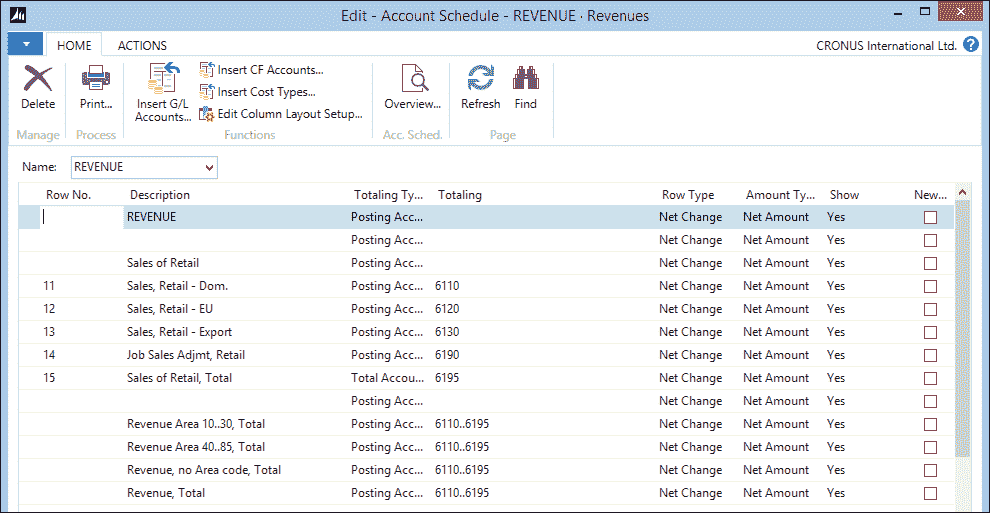 Edit - Account Schedule - REVENUE · Revenues
HOME ACTIONS CRONUS International Ltd. ?
Delete
Print...
Insert G/L Accounts...
Insert CF Accounts...
Insert Cost Types...
Edit Column Layout Setup...
Overview...
Refresh
Find
Manage Process Functions Acc. Sched. Page
Name: REVENUE
Row No. Description Totaling Ty... Totaling Row Type Amount Ty... Show New...
REVENUE Posting Acc... Net Change Net Amount Yes
Posting Acc... Net Change Net Amount Yes
Sales of Retail Posting Acc... Net Change Net Amount Yes
11 Sales, Retail - Dom. Posting Acc... 6110 Net Change Net Amount Yes
12 Sales, Retail - EU Posting Acc... 6120 Net Change Net Amount Yes
13 Sales, Retail - Export Posting Acc... 6130 Net Change Net Amount Yes
14 Job Sales Adjmt, Retail Posting Acc... 6190 Net Change Net Amount Yes
15 Sales of Retail, Total Total Accou... 6195 Net Change Net Amount Yes
Posting Acc... Net Change Net Amount Yes
Revenue Area 10..30, Total Posting Acc... 6110..6195 Net Change Net Amount Yes
Revenue Area 40..85, Total Posting Acc... 6110..6195 Net Change Net Amount Yes
Revenue, no Area code, Total Posting Acc... 6110..6195 Net Change Net Amount Yes
Revenue, Total Posting Acc... 6110..6195 Net Change Net Amount Yes